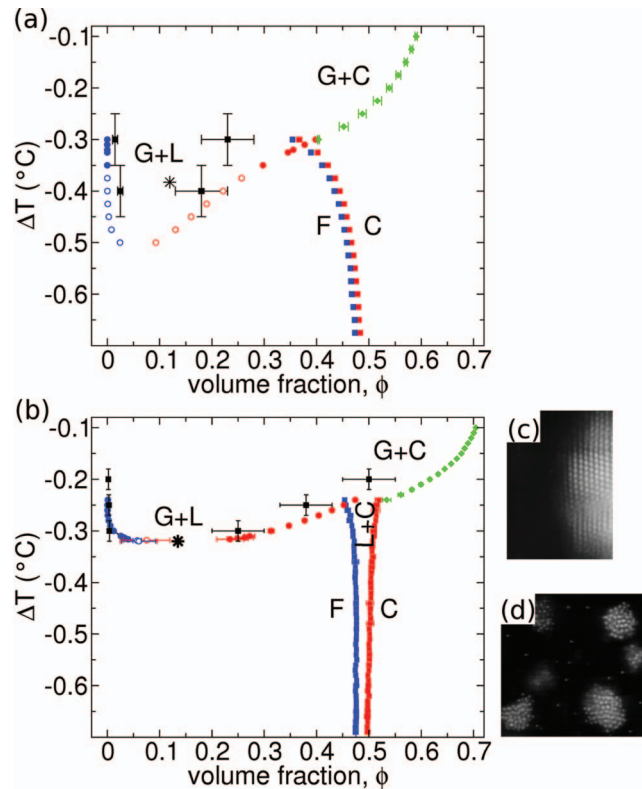 (a)
-0.1
-0.2
-0.3
-0.4
-0.5
-0.6
ΔT (°C)
G+C
G+L
F
C
0
0.1
0.2
0.3
0.4
0.5
0.6
0.7
volume fraction, ϕ
(b)
-0.1
-0.2
-0.3
-0.4
-0.5
-0.6
ΔT (°C)
G+C
G+L
L+C
F
C
0
0.1
0.2
0.3
0.4
0.5
0.6
0.7
volume fraction, ϕ
(c)
(d)